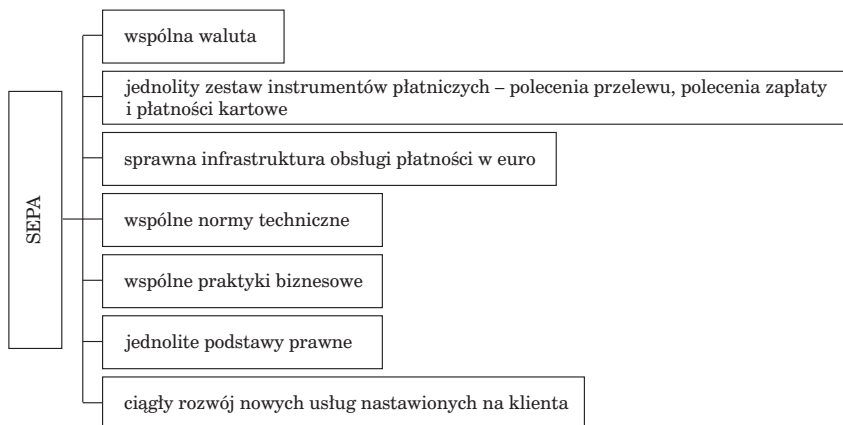 SEPA
wspólna waluta
jednolity zestaw instrumentów płatniczych – polecenia przelewu, polecenia zapłaty
i płatności kartowe
sprawna infrastruktura obsługi płatności w euro
wspólne normy techniczne
wspólne praktyki biznesowe
jednolite podstawy prawne
ciągły rozwój nowych usług nastawionych na klienta